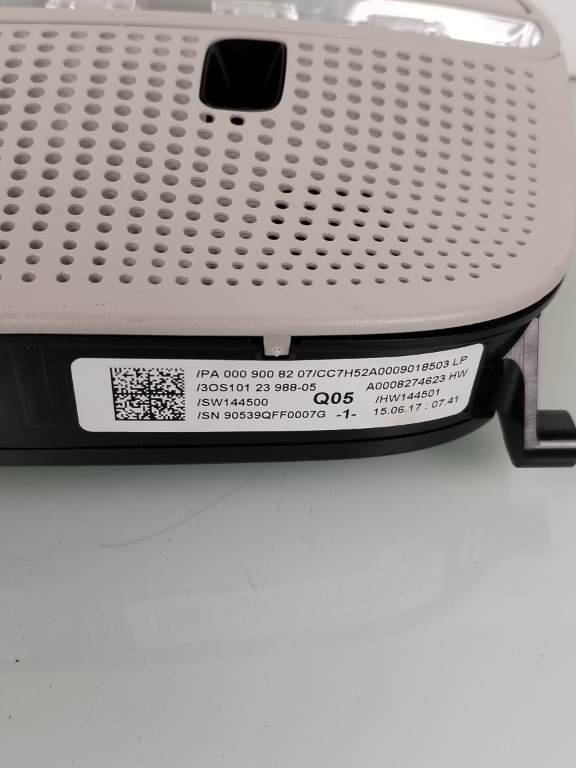 /PA 000 900 82 07/CC7H52A0009018503 LP
/3OS101 23 988-05 A0008274623 HW
/SW144500 Q05 /HW144501
/SN 90539QFF0007G -1- 15.06.17 : 07.41